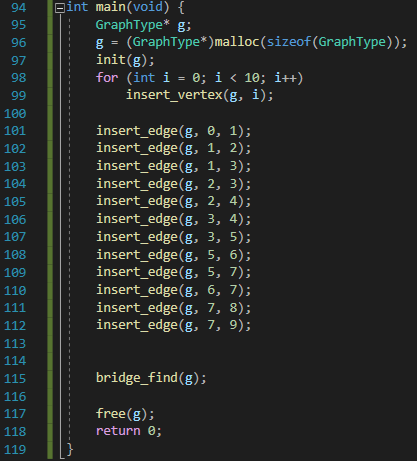 94 int main(void) {
95 GraphType* g;
96 g = (GraphType*)malloc(sizeof(GraphType));
97 init(g);
98 for (int i = 0; i < 10; i++)
99 insert_vertex(g, i);
100
101 insert_edge(g, 0, 1);
102 insert_edge(g, 1, 2);
103 insert_edge(g, 1, 3);
104 insert_edge(g, 2, 3);
105 insert_edge(g, 2, 4);
106 insert_edge(g, 3, 4);
107 insert_edge(g, 3, 5);
108 insert_edge(g, 5, 6);
109 insert_edge(g, 5, 7);
110 insert_edge(g, 6, 7);
111 insert_edge(g, 7, 8);
112 insert_edge(g, 7, 9);
113
114
115 bridge_find(g);
116
117 free(g);
118 return 0;
119 }